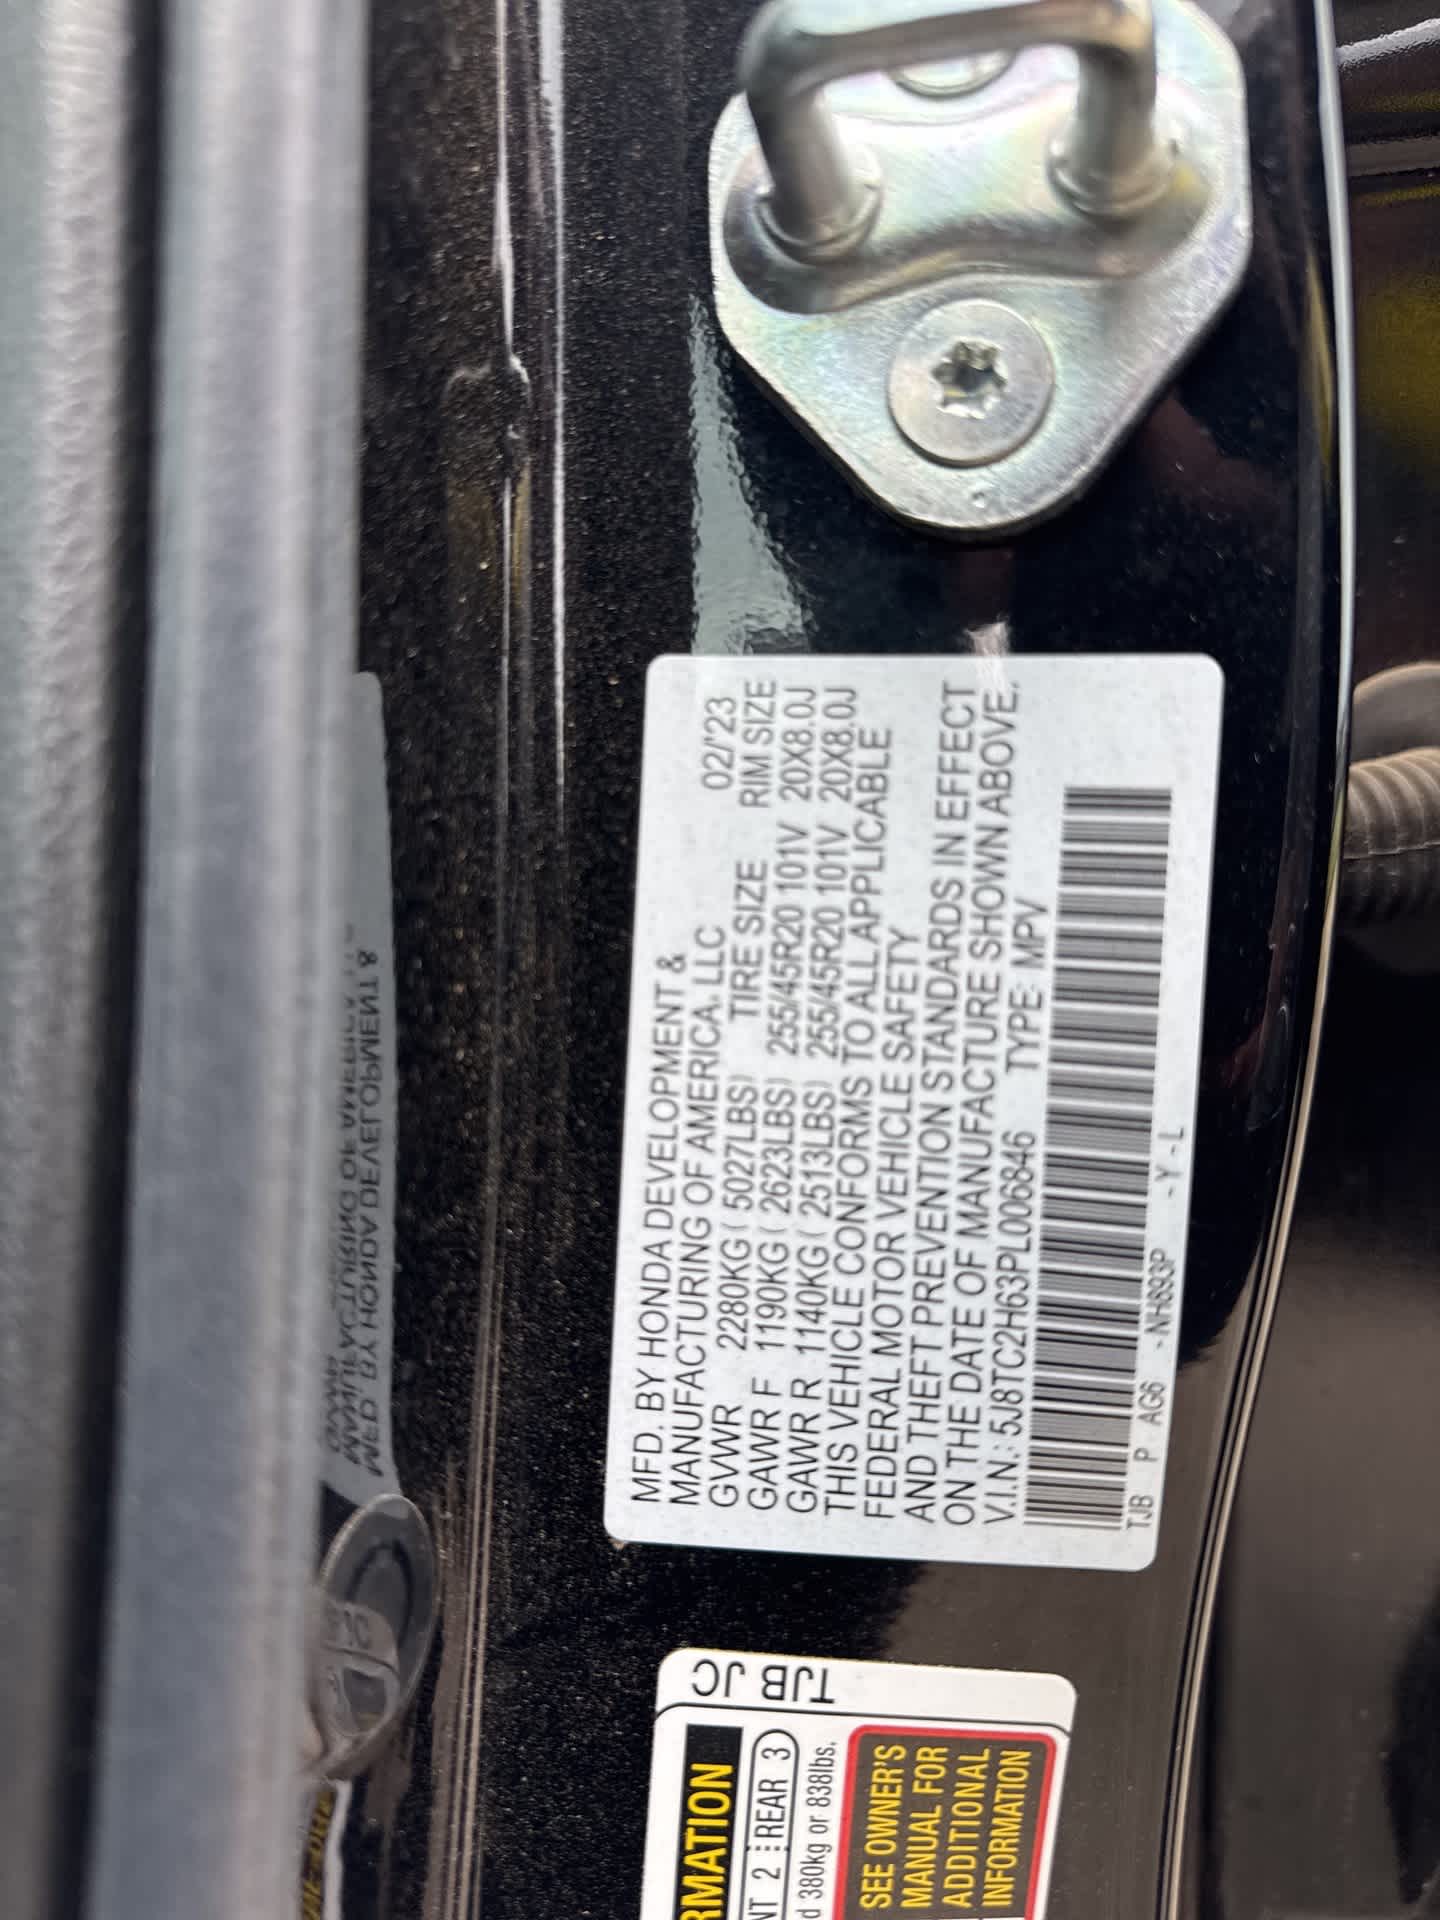 MFD. BY HONDA DEVELOPMENT &
MANUFACTURING OF AMERICA, LLC 02/'23
GVWR 2280KG ( 5027LBS) TIRE SIZE RIM SIZE
GAWR F 1190KG ( 2623LBS) 255/45R20 101V 20X8.0J
GAWR R 1140KG ( 2513LBS) 255/45R20 101V 20X8.0J
THIS VEHICLE CONFORMS TO ALL APPLICABLE
FEDERAL MOTOR VEHICLE SAFETY
AND THEFT PREVENTION STANDARDS IN EFFECT
ON THE DATE OF MANUFACTURE SHOWN ABOVE.
V.I.N.: 5J8TC2H63PL006846 TYPE: MPV
TJB P AG6 -NH893P -Y-L
TJB JC
RMATION
NT 2 REAR 3
d 380kg or 838lbs.
SEE OWNER'S
MANUAL FOR
ADDITIONAL
INFORMATION
MFD. BY HONDA DEVELOPMENT &
MANUFACTURING OF AMERICA